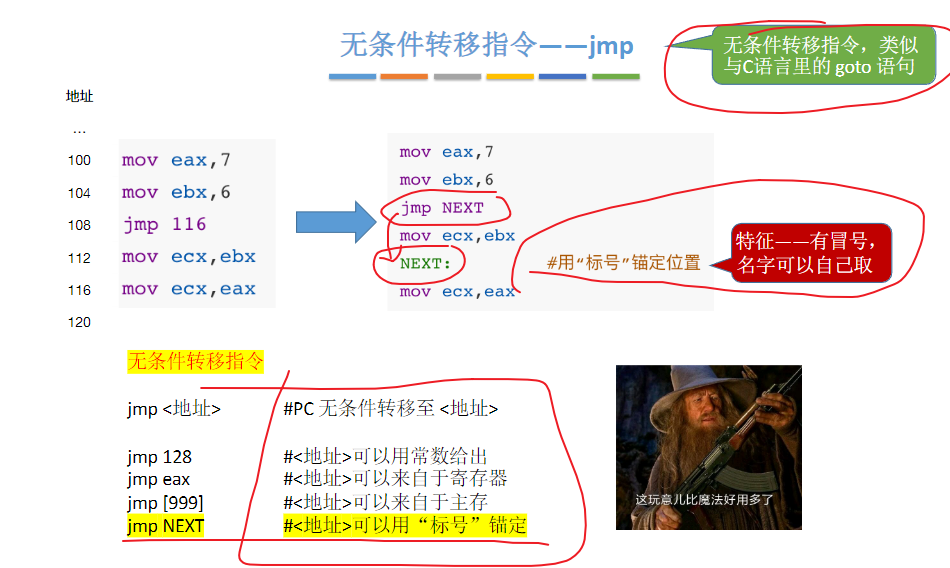 无条件转移指令——jmp
无条件转移指令，类似
与C语言里的 goto 语句
地址
...
100 mov eax,7
104 mov ebx,6
108 jmp 116
112 mov ecx,ebx
116 mov ecx,eax
120
mov eax,7
mov ebx,6
jmp NEXT
mov ecx,ebx
NEXT: #用“标号”锚定位置
mov ecx,eax
特征——有冒号，
名字可以自己取
无条件转移指令
jmp <地址> #PC 无条件转移至 <地址>
jmp 128 #<地址>可以用常数给出
jmp eax #<地址>可以来自于寄存器
jmp [999] #<地址>可以来自于主存
jmp NEXT #<地址>可以用“标号”锚定
这玩意儿比魔法好用多了